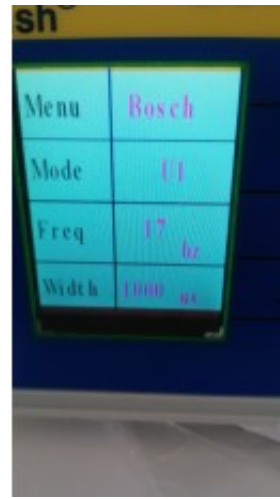 sh
Menu Bosch
Mode U1
Freq 17 hz
Width 1000 us